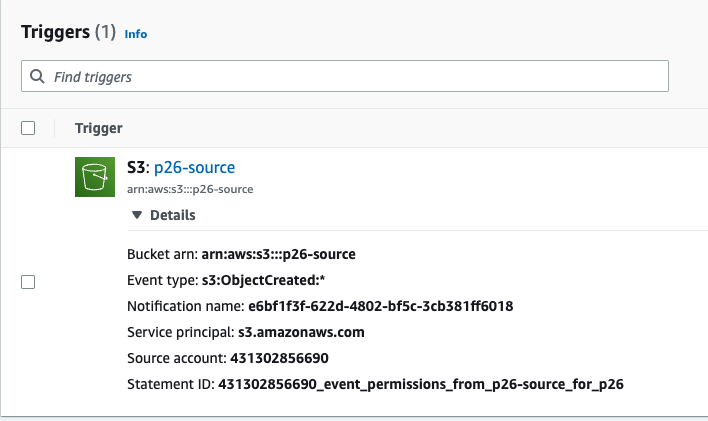 Triggers (1) Info
Find triggers
Trigger
S3: p26-source
arn:aws:s3:::p26-source
Details
Bucket arn: arn:aws:s3:::p26-source
Event type: s3:ObjectCreated:*
Notification name: e6bf1f3f-622d-4802-bf5c-3cb381ff6018
Service principal: s3.amazonaws.com
Source account: 431302856690
Statement ID: 431302856690_event_permissions_from_p26-source_for_p26